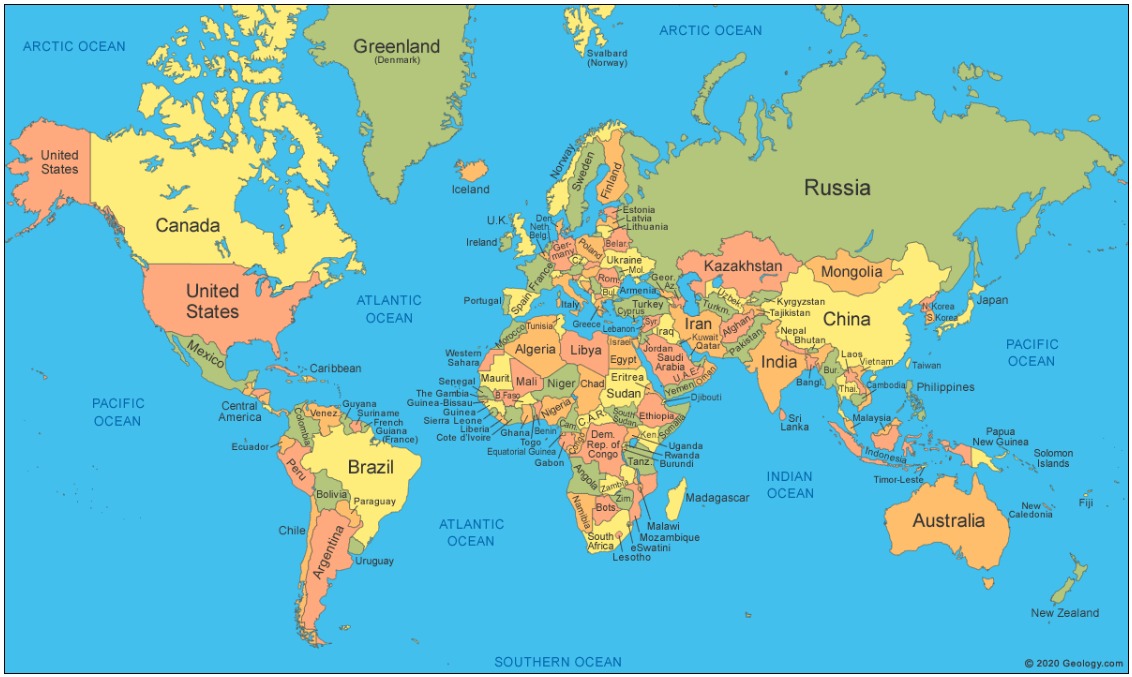 ARCTIC OCEAN
Greenland
(Denmark)
Svalbard
(Norway)
ARCTIC OCEAN
United
States
Canada
Iceland
Norway
Sweden
Finland
Russia
U.K.
Ireland
Den.
Neth.
Belg.
Estonia
Latvia
Lithuania
Belar.
Poland
Ger-
many
Cz.
Ukraine
Mol.
Rom.
Bul.
France
Spain
Portugal
Italy
Greece
Geor.
Az.
Armenia
Turkey
Cyprus
Lebanon
Syr.
Israel
Iraq
Iran
Jordan
Kuwait
Qatar
Saudi
Arabia
U.A.E.
Oman
Yemen
Kazakhstan
Uzbek.
Turkm.
Kyrgyzstan
Tajikistan
Afghan.
Pakistan
Nepal
Bhutan
India
Bangl.
Sri
Lanka
Mongolia
China
N.Korea
S.Korea
Japan
Taiwan
Laos
Vietnam
Bur.
Thai.
Cambodia
Philippines
Malaysia
Indonesia
Timor-Leste
Papua
New Guinea
Solomon
Islands
Fiji
New
Caledonia
Australia
New Zealand
United
States
Mexico
ATLANTIC
OCEAN
PACIFIC
OCEAN
PACIFIC
OCEAN
Caribbean
Central
America
Venez.
Guyana
Suriname
French
Guiana
(France)
Colombia
Ecuador
Peru
Brazil
Bolivia
Paraguay
Chile
Argentina
Uruguay
ATLANTIC
OCEAN
Morocco
Tunisia
Algeria
Libya
Egypt
Western
Sahara
Maurit.
Mali
Niger
Chad
Eritrea
Sudan
Djibouti
Senegal
The Gambia
Guinea-Bissau
Guinea
Sierra Leone
Liberia
Cote d'Ivoire
B.Faso
Ghana
Togo
Benin
Nigeria
Equatorial Guinea
Gabon
Cam.
C.A.R.
South
Sudan
Ethiopia
Somalia
Congo
Dem.
Rep. of
Congo
Ken.
Uganda
Rwanda
Burundi
Tanz.
Angola
Zambia
Zim.
Namibia
Bots.
Malawi
Mozambique
eSwatini
Lesotho
South
Africa
Madagascar
INDIAN
OCEAN
SOUTHERN OCEAN
© 2020 Geology.com